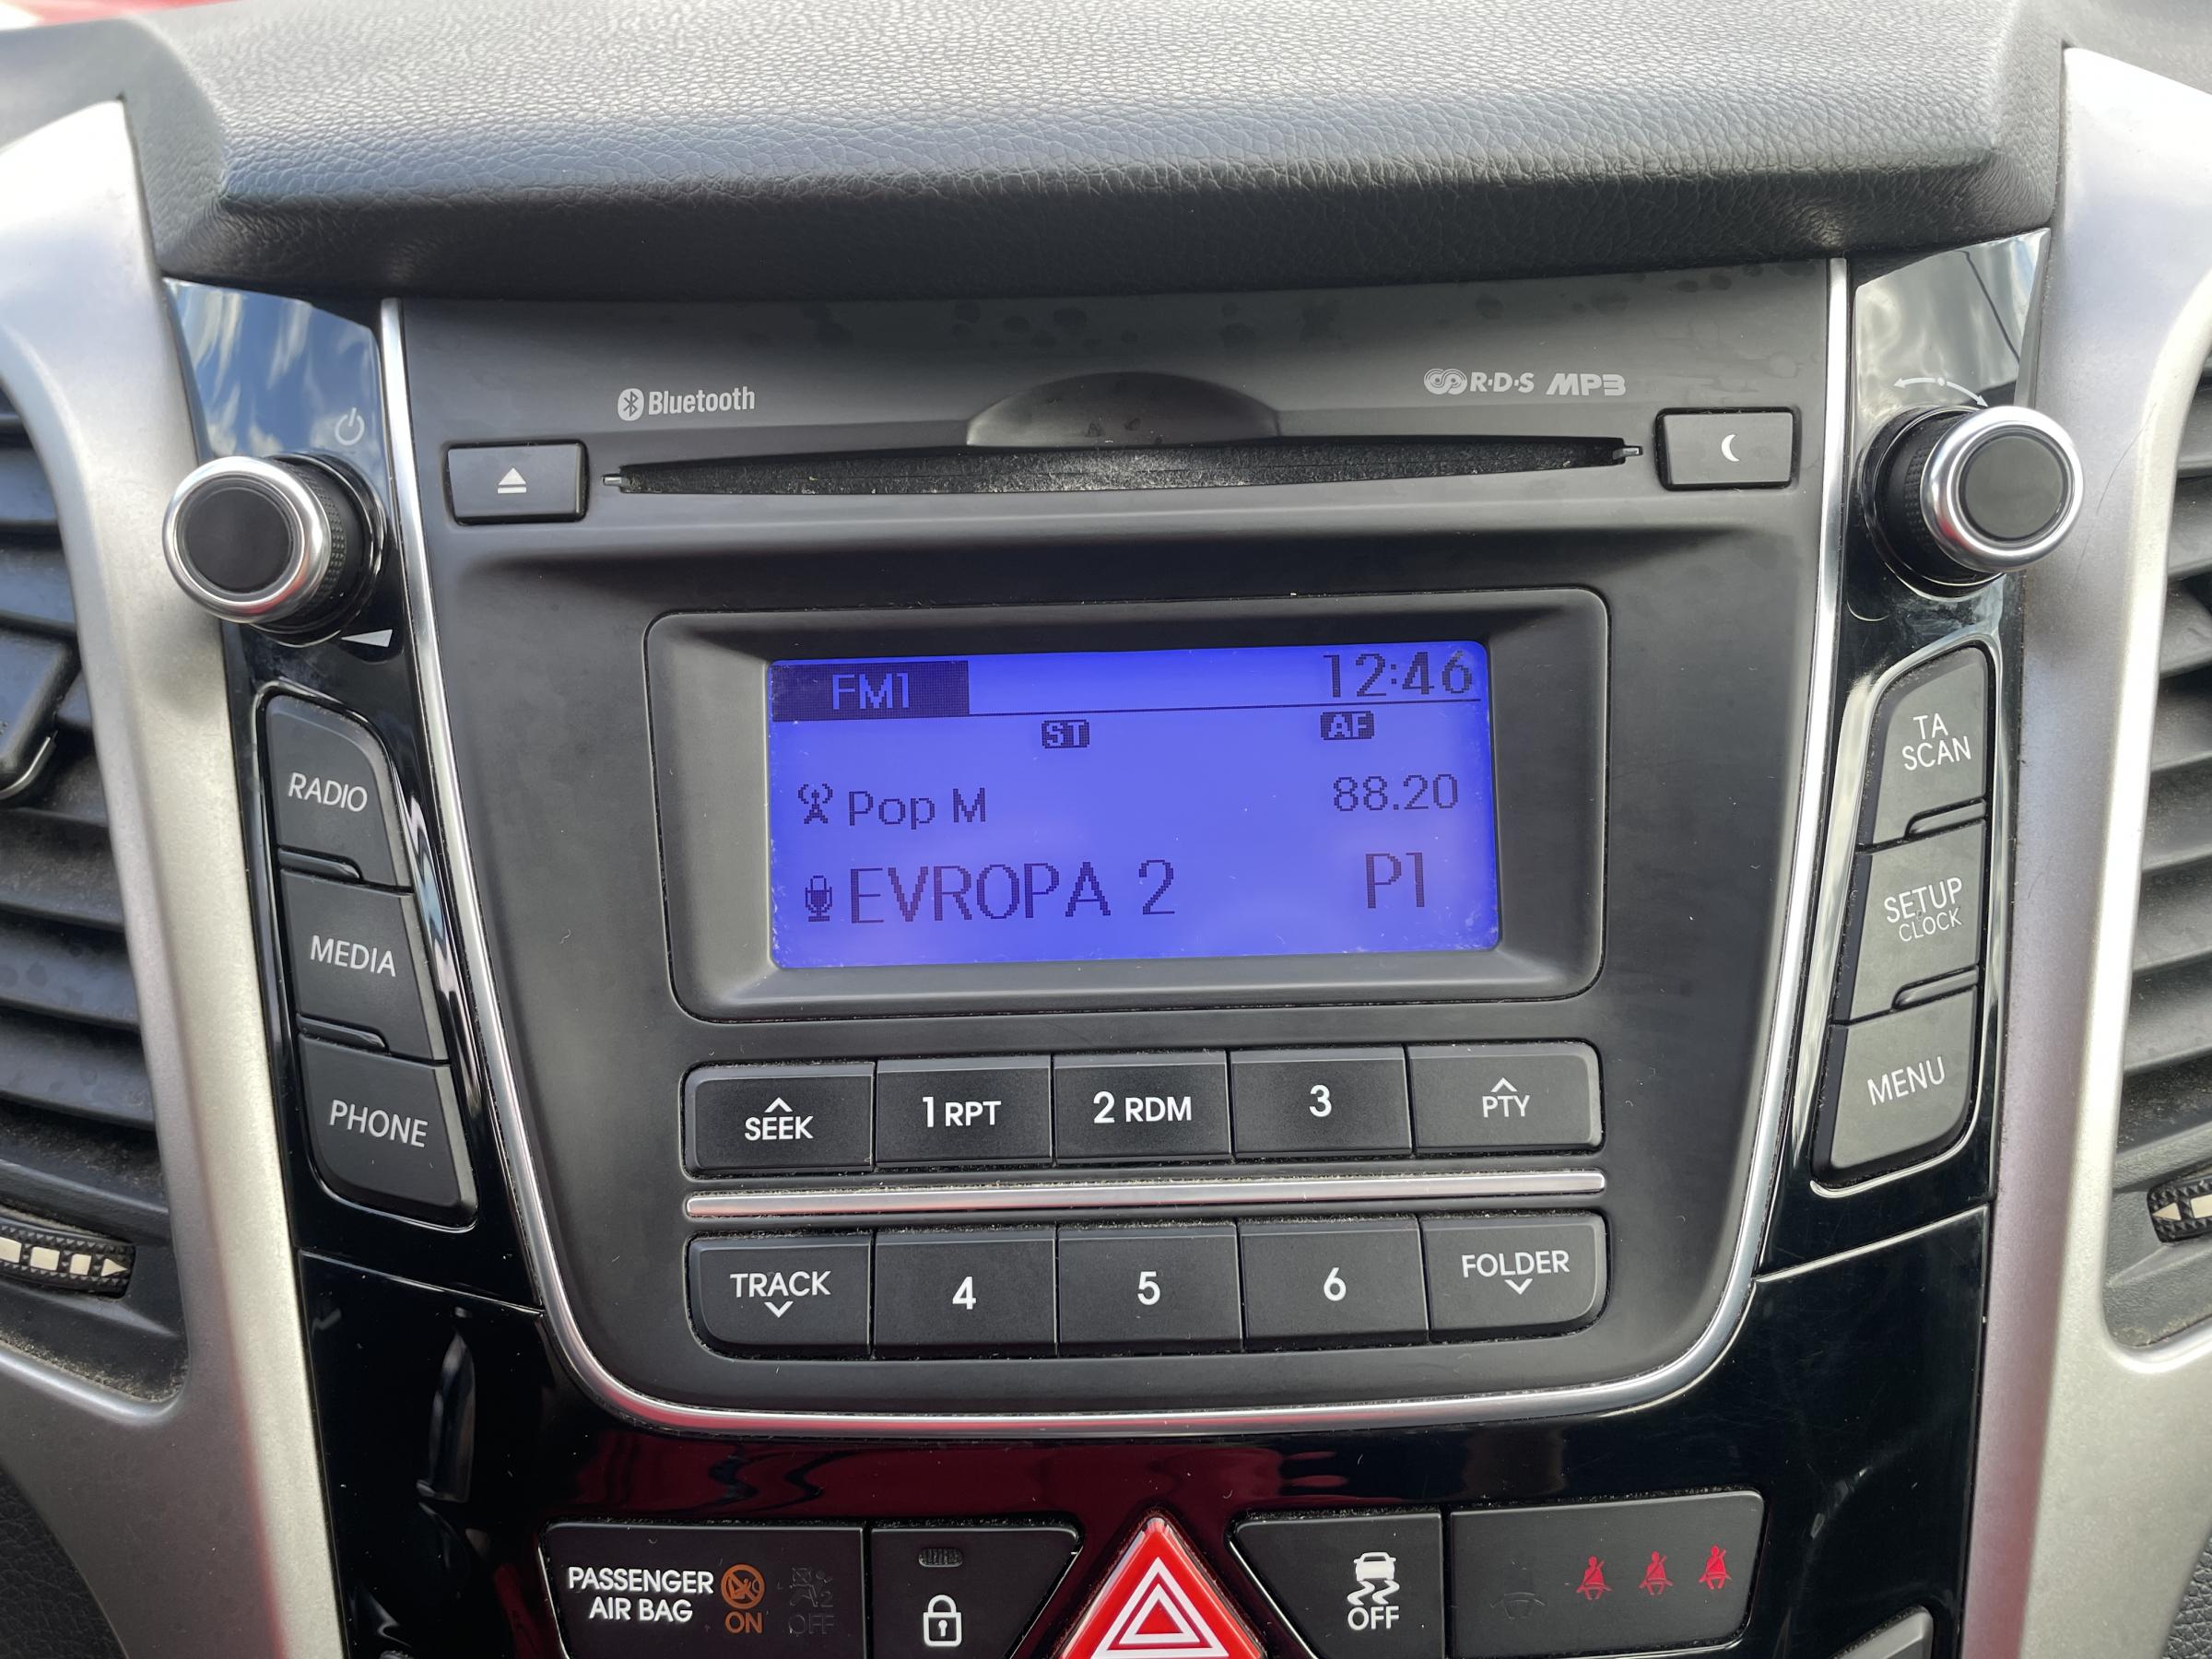 Bluetooth
R·D·S MP3
FM1 12:46
ST AF
Pop M 88.20
EVROPA 2 P1
RADIO
MEDIA
PHONE
TA
SCAN
SETUP
CLOCK
MENU
SEEK 1 RPT 2 RDM 3 PTY
TRACK 4 5 6 FOLDER
PASSENGER
AIR BAG
ON
OFF
OFF